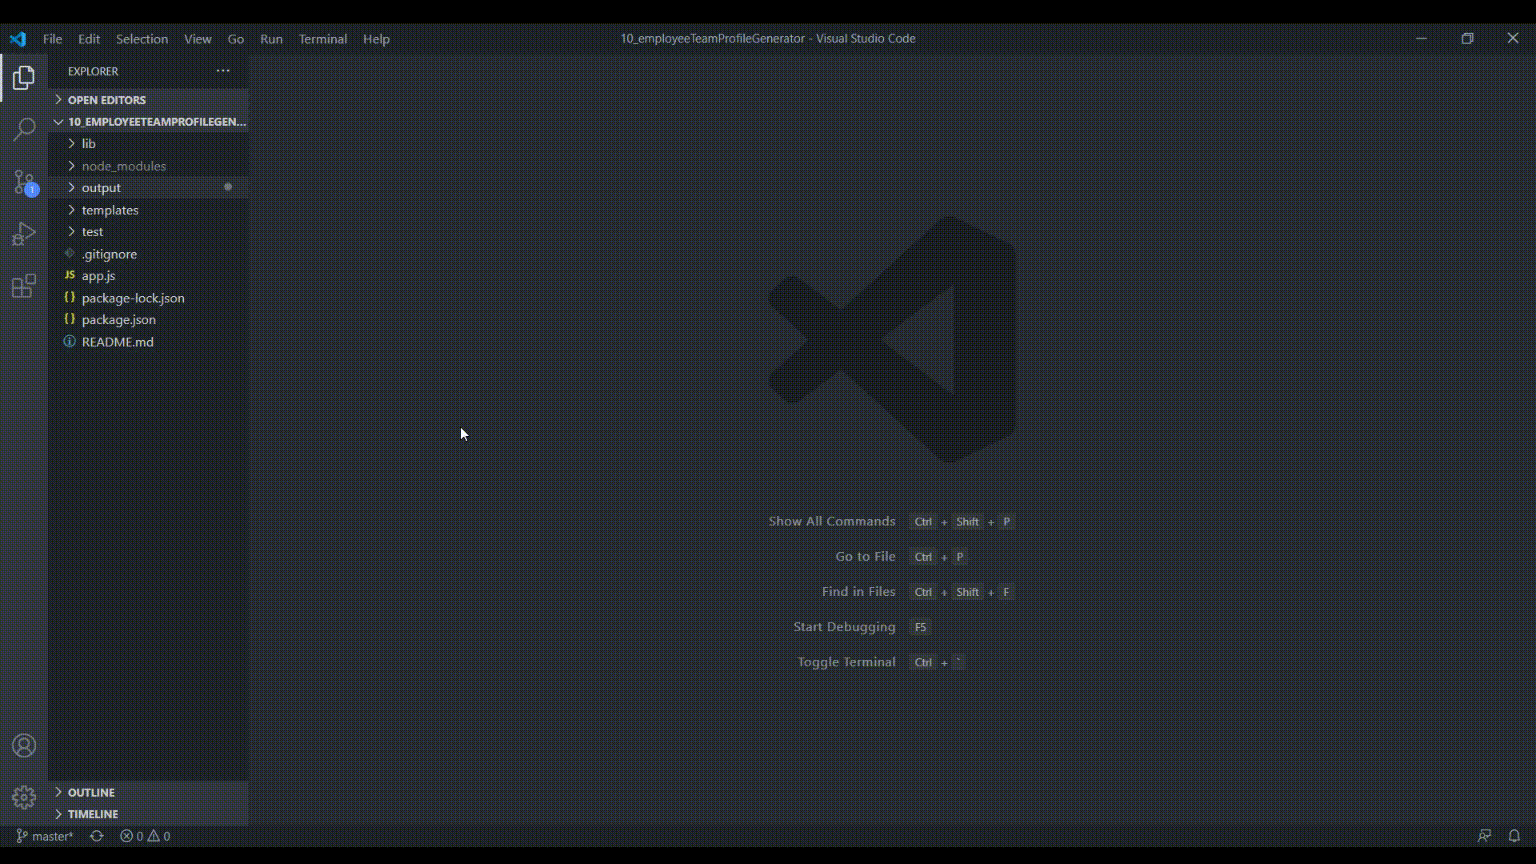 File Edit Selection View Go Run Terminal Help
10_employeeTeamProfileGenerator - Visual Studio Code
EXPLORER
OPEN EDITORS
10_EMPLOYEETEAMPROFILEGEN...
lib
node_modules
output
templates
test
.gitignore
JS app.js
{} package-lock.json
{} package.json
README.md
1
Show All Commands Ctrl + Shift + P
Go to File Ctrl + P
Find in Files Ctrl + Shift + F
Start Debugging F5
Toggle Terminal Ctrl + `
OUTLINE
TIMELINE
master* 0 0